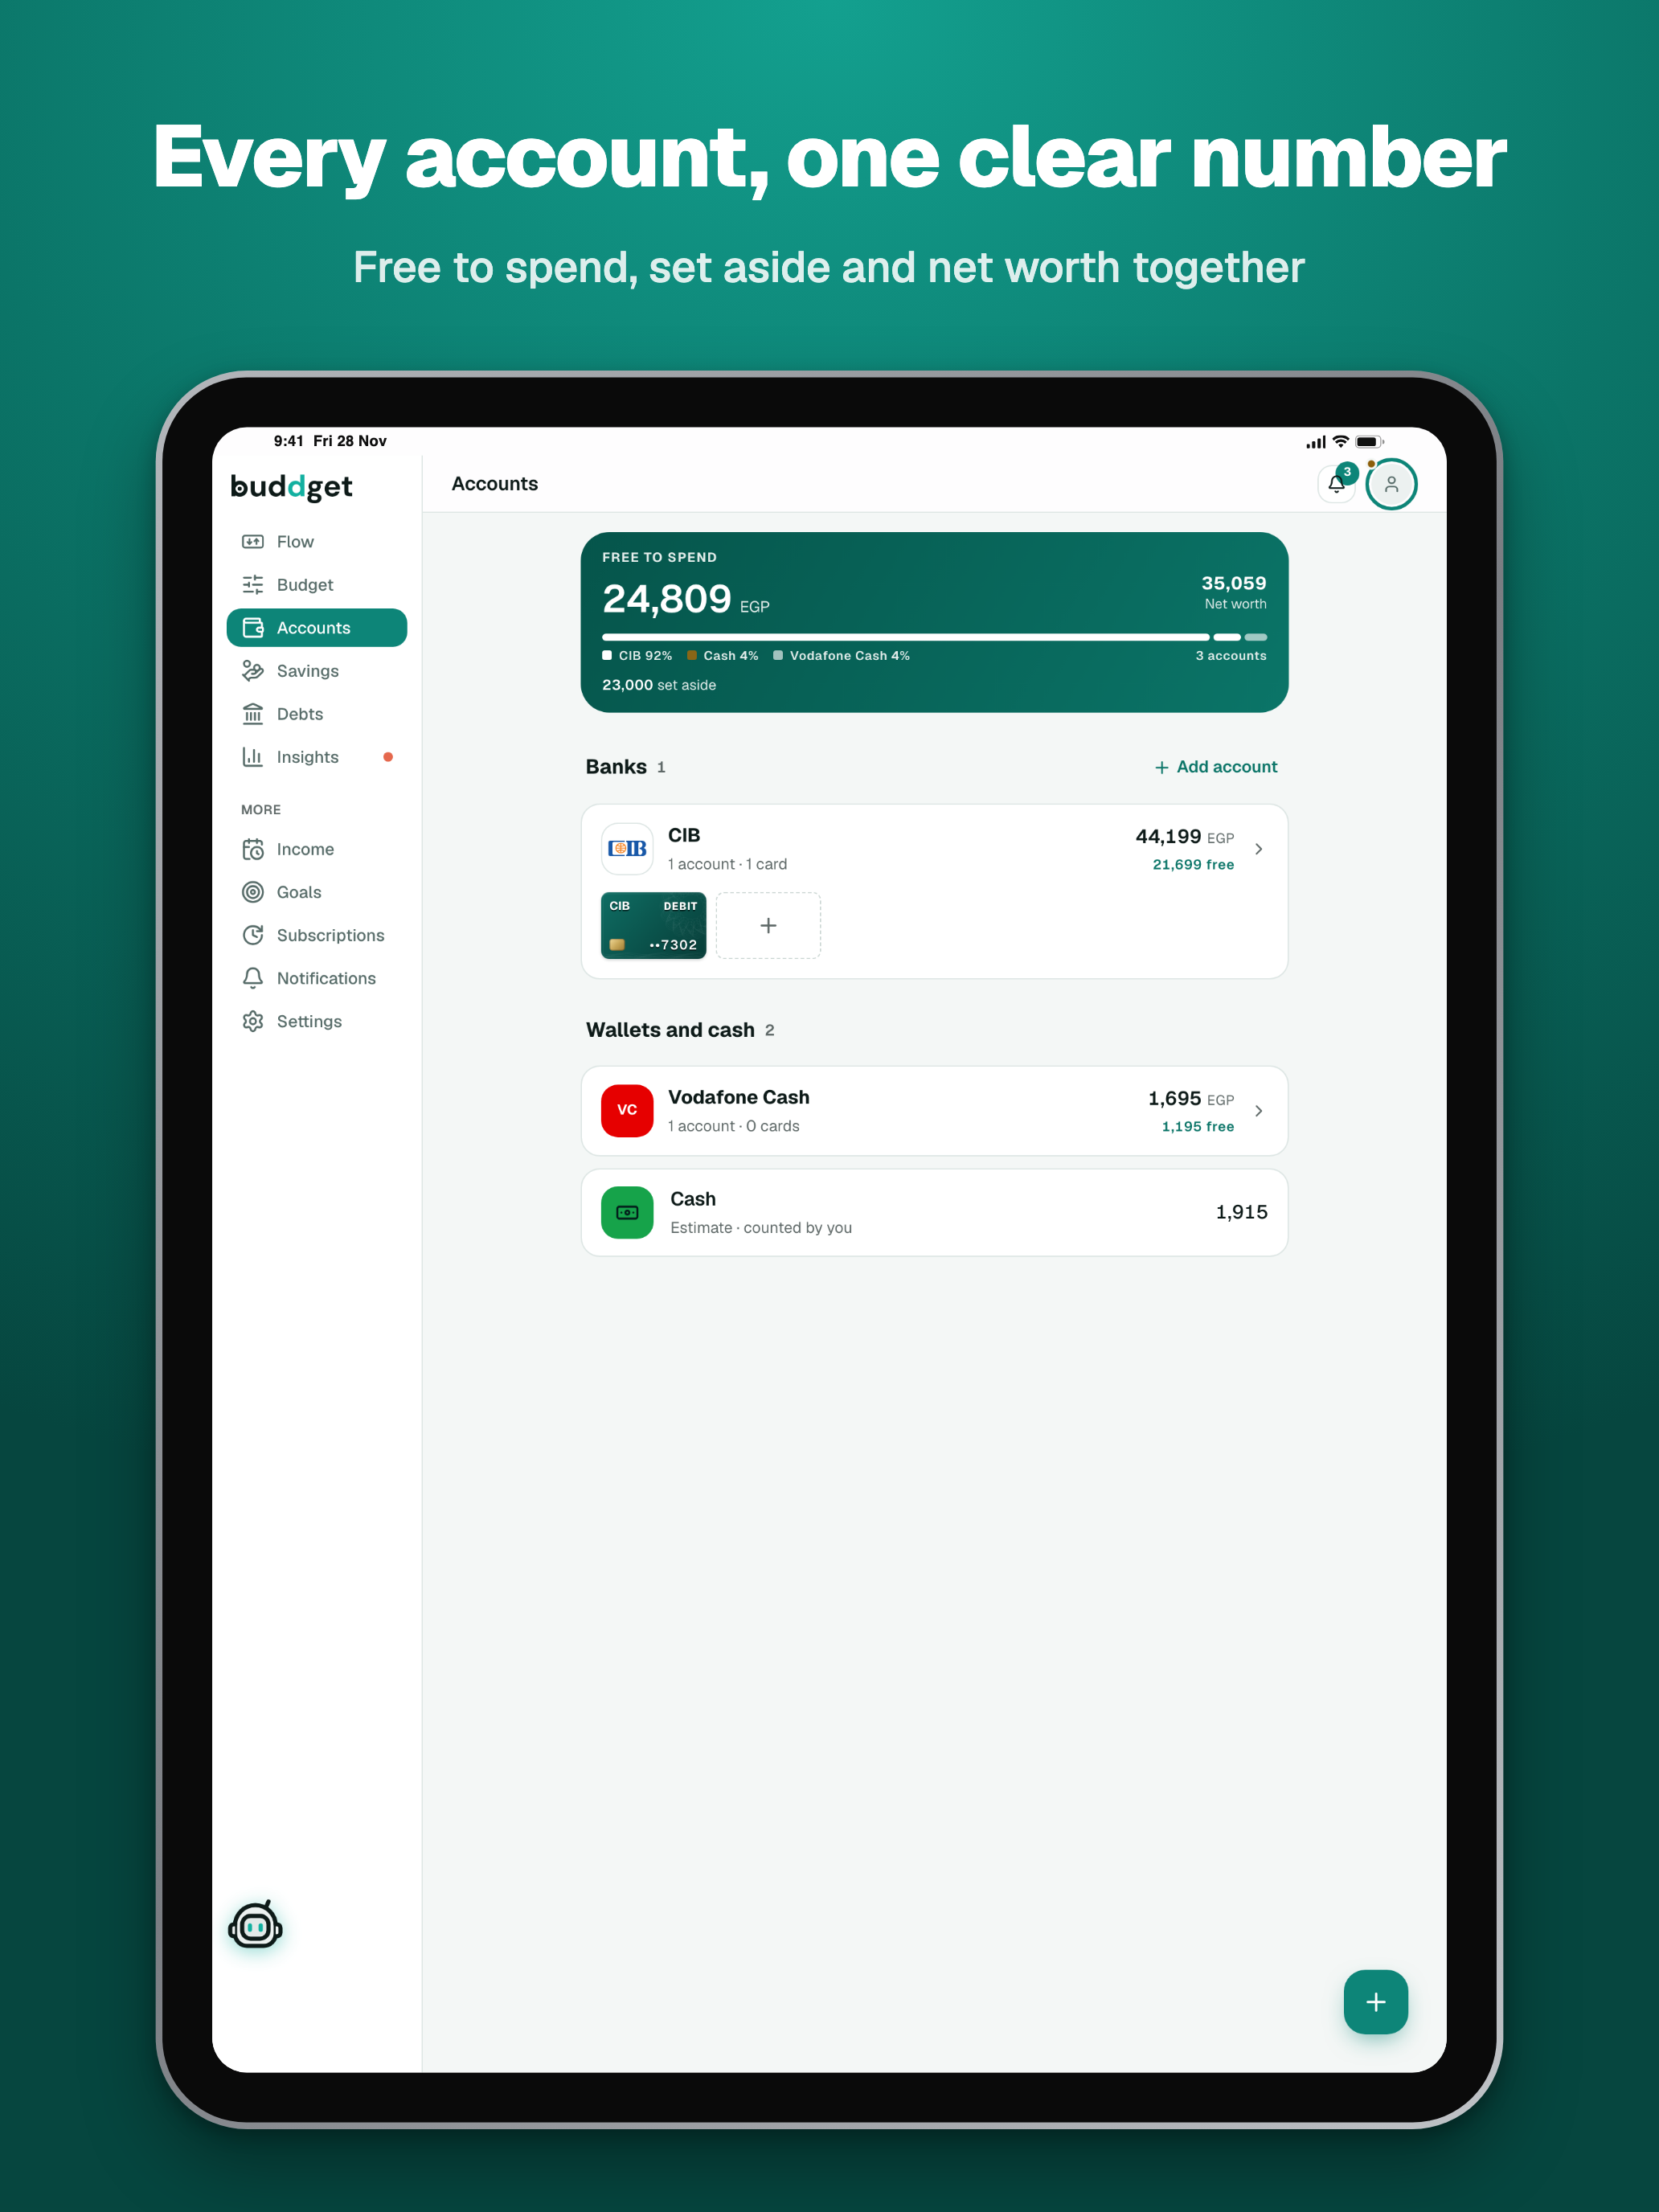 Every account, one clear number
Free to spend, set aside and net worth together
9:41 Fri 28 Nov
buddget
Accounts
3
Flow
Budget
Accounts
Savings
Debts
Insights
MORE
Income
Goals
Subscriptions
Notifications
Settings
FREE TO SPEND
24,809 EGP
35,059
Net worth
CIB 92% Cash 4% Vodafone Cash 4%
3 accounts
23,000 set aside
Banks 1
+ Add account
CIB
CIB
1 account · 1 card
44,199 EGP
21,699 free
CIB DEBIT
••7302
Wallets and cash 2
VC
Vodafone Cash
1 account · 0 cards
1,695 EGP
1,195 free
Cash
Estimate · counted by you
1,915